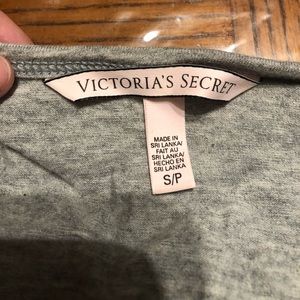 VICTORIA'S SECRET
MADE IN
SRI LANKA/
FAIT AU
SRI LANKA/
HECHO EN
SRI LANKA
S/P